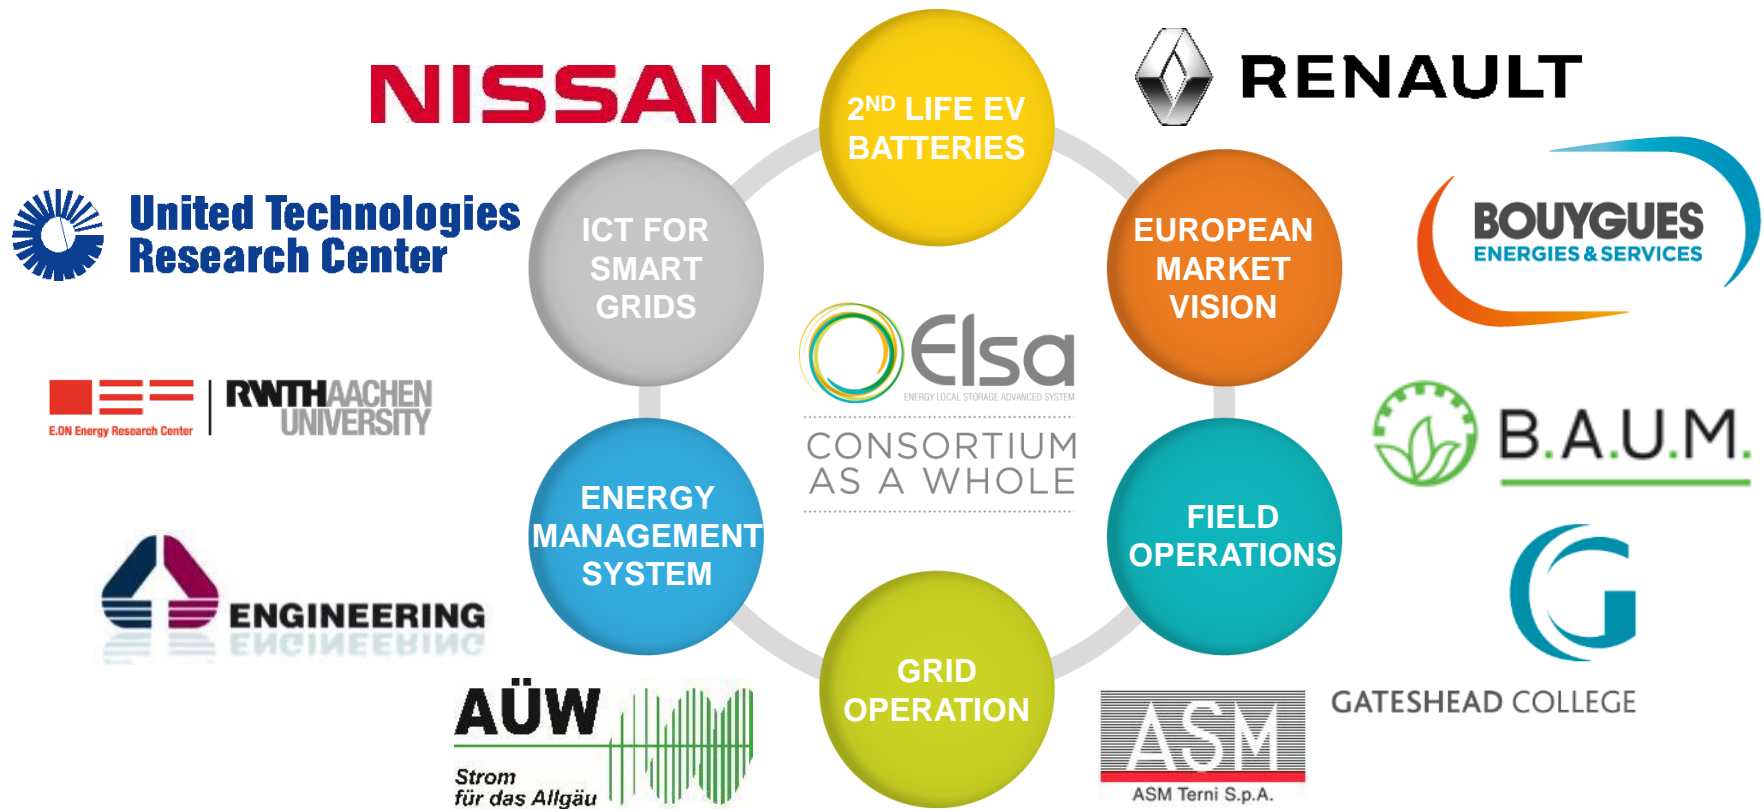 NISSAN
2ND LIFE EV
BATTERIES
RENAULT
United Technologies
Research Center
ICT FOR
SMART
GRIDS
EUROPEAN
MARKET
VISION
BOUYGUES
ENERGIES & SERVICES
Elsa
ENERGY LOCAL STORAGE ADVANCED SYSTEM
CONSORTIUM
AS A WHOLE
E.ON Energy Research Center
RWTHAACHEN
UNIVERSITY
B.A.U.M.
ENERGY
MANAGEMENT
SYSTEM
FIELD
OPERATIONS
ENGINEERING
G
GATESHEAD COLLEGE
GRID
OPERATION
AÜW
Strom
für das Allgäu
ASM
ASM Terni S.p.A.